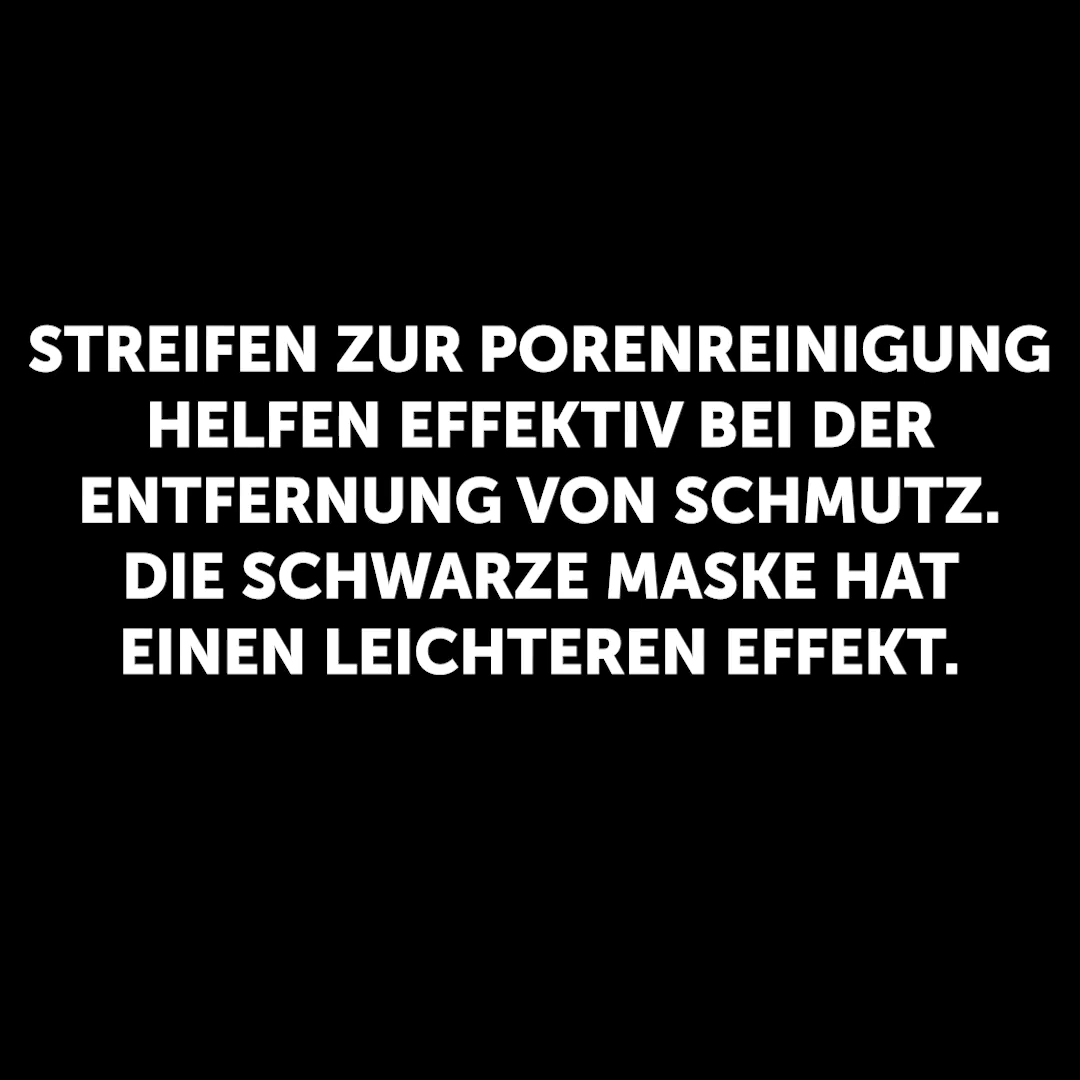 STREIFEN ZUR PORENREINIGUNG
HELFEN EFFEKTIV BEI DER
ENTFERNUNG VON SCHMUTZ.
DIE SCHWARZE MASKE HAT
EINEN LEICHTEREN EFFEKT.